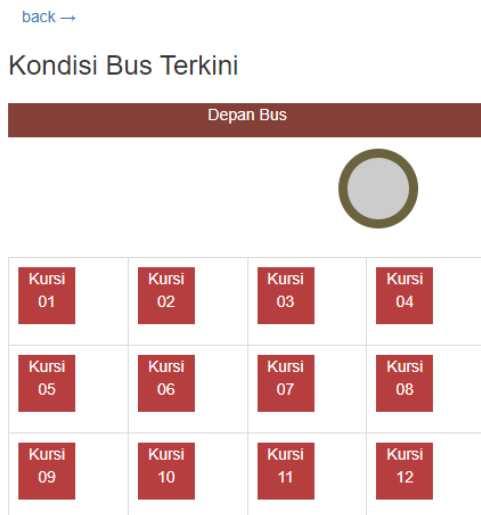 back →
Kondisi Bus Terkini
Depan Bus
Kursi Kursi Kursi Kursi
01 02 03 04
Kursi Kursi Kursi Kursi
05 06 07 08
Kursi Kursi Kursi Kursi
09 10 11 12